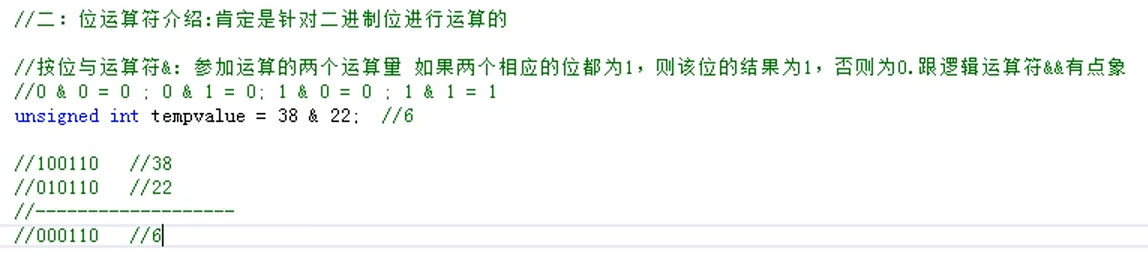 //二: 位运算符介绍:肯定是针对二进制位进行运算的
//按位与运算符&: 参加运算的两个运算量 如果两个相应的位都为1，则该位的结果为1，否则为0.跟逻辑运算符&&有点象
//0 & 0 = 0 ; 0 & 1 = 0; 1 & 0 = 0 ; 1 & 1 = 1
unsigned int tempvalue = 38 & 22;  //6
//100110   //38
//010110   //22
//-------------------
//000110   //6